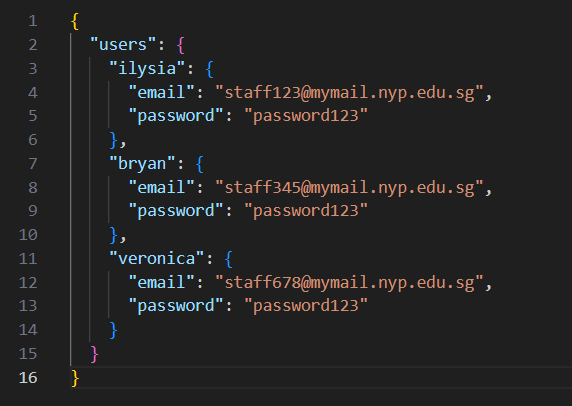 1 {
2   "users": {
3     "ilysia": {
4       "email": "staff123@mymail.nyp.edu.sg",
5       "password": "password123"
6     },
7     "bryan": {
8       "email": "staff345@mymail.nyp.edu.sg",
9       "password": "password123"
10     },
11     "veronica": {
12       "email": "staff678@mymail.nyp.edu.sg",
13       "password": "password123"
14     }
15   }
16 }